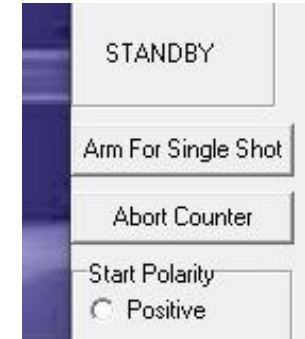 STANDBY
Arm For Single Shot
Abort Counter
Start Polarity
Positive